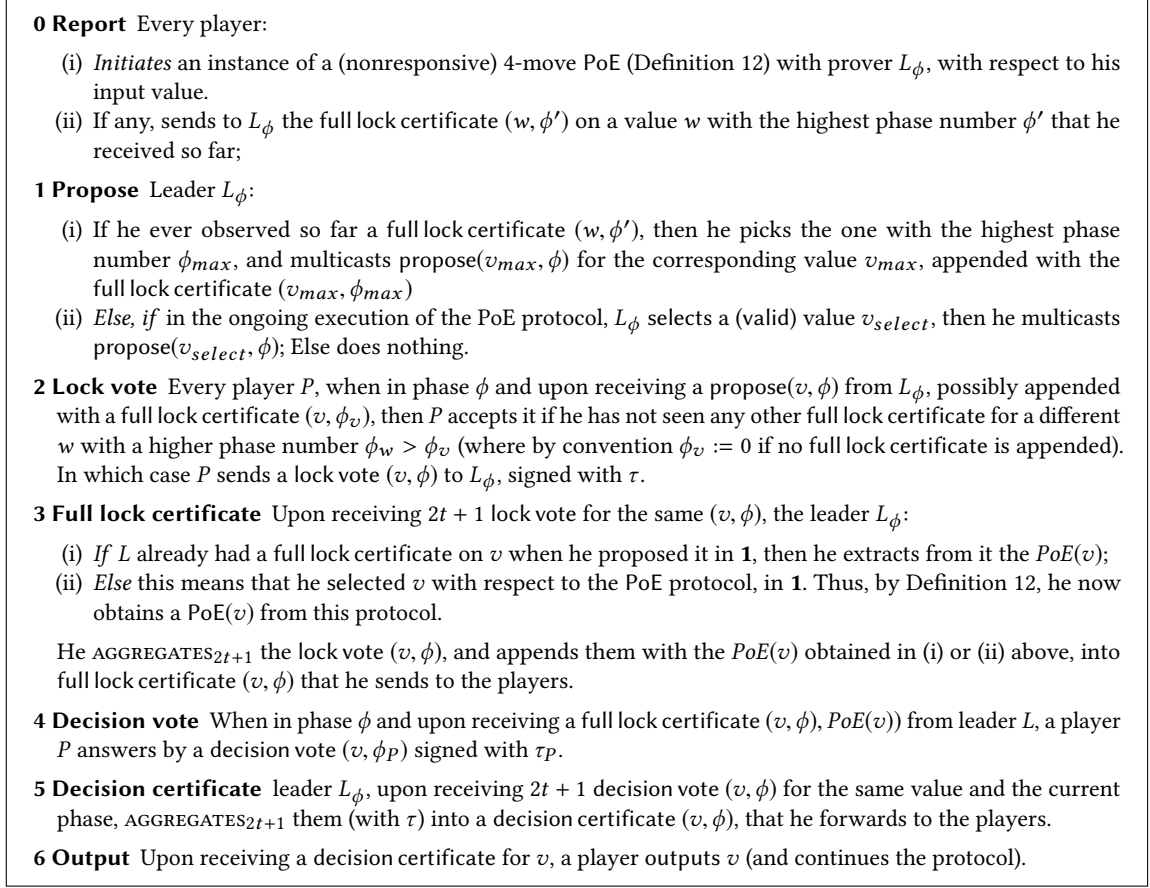 0 Report Every player:
(i) Initiates an instance of a (nonresponsive) 4-move PoE (Definition 12) with prover L_ϕ, with respect to his
input value.
(ii) If any, sends to L_ϕ the full lock certificate (w, ϕ′) on a value w with the highest phase number ϕ′ that he
received so far;
1 Propose Leader L_ϕ:
(i) If he ever observed so far a full lock certificate (w, ϕ′), then he picks the one with the highest phase
number ϕ_max, and multicasts propose(v_max, ϕ) for the corresponding value v_max, appended with the
full lock certificate (v_max, ϕ_max)
(ii) Else, if in the ongoing execution of the PoE protocol, L_ϕ selects a (valid) value v_select, then he multicasts
propose(v_select, ϕ); Else does nothing.
2 Lock vote Every player P, when in phase ϕ and upon receiving a propose(v, ϕ) from L_ϕ, possibly appended
with a full lock certificate (v, ϕ_v), then P accepts it if he has not seen any other full lock certificate for a different
w with a higher phase number ϕ_w > ϕ_v (where by convention ϕ_v := 0 if no full lock certificate is appended).
In which case P sends a lock vote (v, ϕ) to L_ϕ, signed with τ.
3 Full lock certificate Upon receiving 2t + 1 lock vote for the same (v, ϕ), the leader L_ϕ:
(i) If L already had a full lock certificate on v when he proposed it in 1, then he extracts from it the PoE(v);
(ii) Else this means that he selected v with respect to the PoE protocol, in 1. Thus, by Definition 12, he now
obtains a PoE(v) from this protocol.
He AGGREGATES_2t+1 the lock vote (v, ϕ), and appends them with the PoE(v) obtained in (i) or (ii) above, into
full lock certificate (v, ϕ) that he sends to the players.
4 Decision vote When in phase ϕ and upon receiving a full lock certificate (v, ϕ), PoE(v)) from leader L, a player
P answers by a decision vote (v, ϕ_P) signed with τ_P.
5 Decision certificate leader L_ϕ, upon receiving 2t + 1 decision vote (v, ϕ) for the same value and the current
phase, AGGREGATES_2t+1 them (with τ) into a decision certificate (v, ϕ), that he forwards to the players.
6 Output Upon receiving a decision certificate for v, a player outputs v (and continues the protocol).